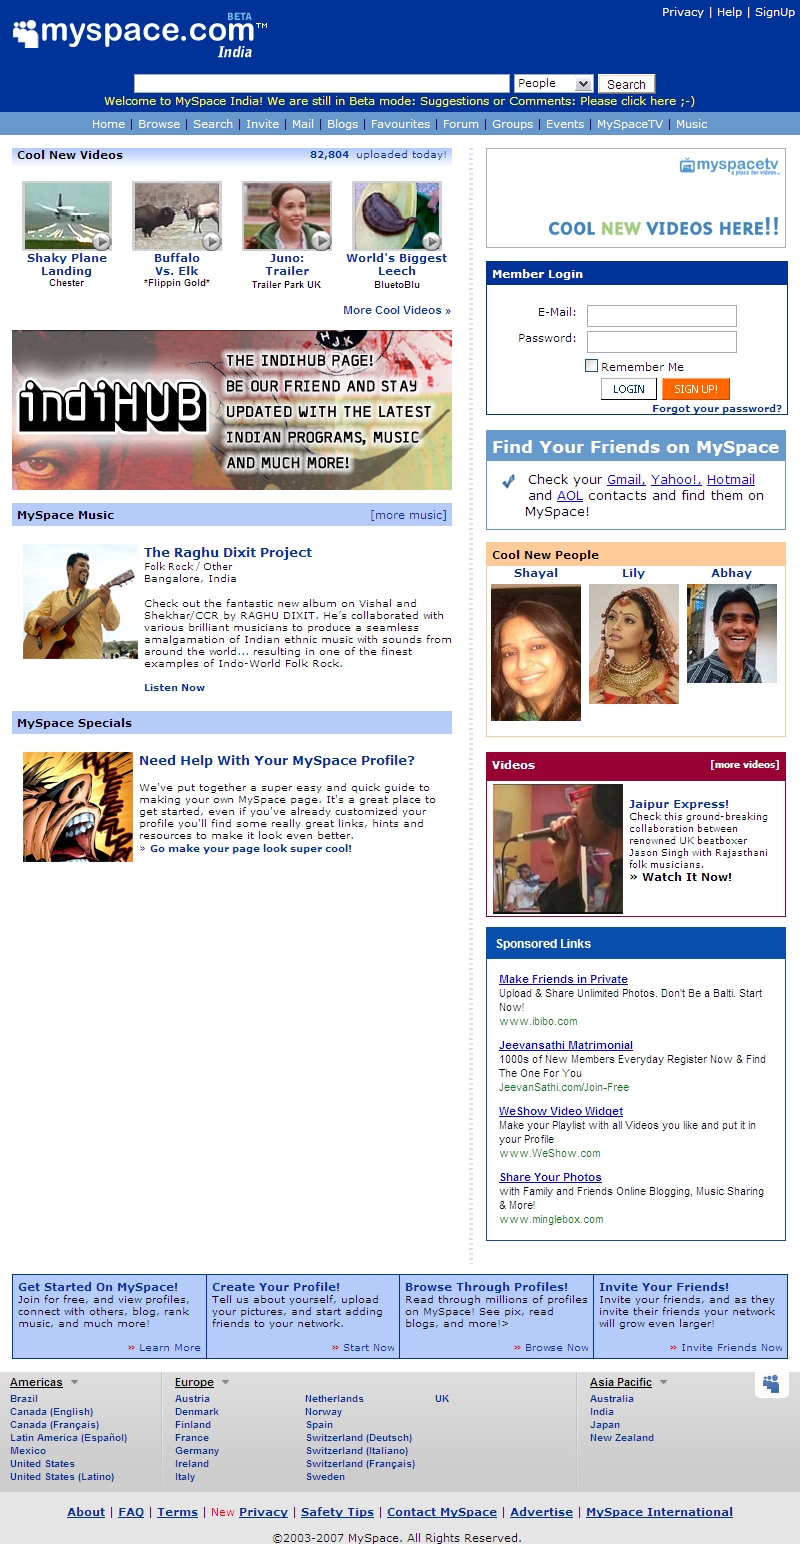 Privacy | Help | SignUp
myspace.com™ BETA
India
People Search
Welcome to MySpace India! We are still in Beta mode: Suggestions or Comments: Please click here ;-)
Home | Browse | Search | Invite | Mail | Blogs | Favourites | Forum | Groups | Events | MySpaceTV | Music
Cool New Videos 82,804 uploaded today!
Shaky Plane
Landing
Chester
Buffalo
Vs. Elk
*Flippin Gold*
Juno:
Trailer
Trailer Park UK
World's Biggest
Leech
BluetoBlu
More Cool Videos »
indiHUB
HJK
THE INDIHUB PAGE!
BE OUR FRIEND AND STAY
UPDATED WITH THE LATEST
INDIAN PROGRAMS, MUSIC
AND MUCH MORE!
MySpace Music [more music]
The Raghu Dixit Project
Folk Rock / Other
Bangalore, India
Check out the fantastic new album on Vishal and
Shekhar/CCR by RAGHU DIXIT. He's collaborated with
various brilliant musicians to produce a seamless
amalgamation of Indian ethnic music with sounds from
around the world... resulting in one of the finest
examples of Indo-World Folk Rock.
Listen Now
MySpace Specials
Need Help With Your MySpace Profile?
We've put together a super easy and quick guide to
making your own MySpace page. It's a great place to
get started, even if you've already customized your
profile you'll find some really great links, hints and
resources to make it look even better.
» Go make your page look super cool!
myspacetv
a place for videos
COOL NEW VIDEOS HERE!!
Member Login
E-Mail:
Password:
Remember Me
LOGIN SIGN UP!
Forgot your password?
Find Your Friends on MySpace
Check your Gmail, Yahoo!, Hotmail
and AOL contacts and find them on
MySpace!
Cool New People
Shayal Lily Abhay
Videos [more videos]
Jaipur Express!
Check this ground-breaking
collaboration between
renowned UK beatboxer
Jason Singh with Rajasthani
folk musicians.
» Watch It Now!
Sponsored Links
Make Friends in Private
Upload & Share Unlimited Photos. Don't Be a Balti. Start
Now!
www.ibibo.com
Jeevansathi Matrimonial
1000s of New Members Everyday Register Now & Find
The One For You
JeevanSathi.com/Join-Free
WeShow Video Widget
Make your Playlist with all Videos you like and put it in
your Profile
www.WeShow.com
Share Your Photos
with Family and Friends Online Blogging, Music Sharing
& More!
www.minglebox.com
Get Started On MySpace!
Join for free, and view profiles,
connect with others, blog, rank
music, and much more!
» Learn More
Create Your Profile!
Tell us about yourself, upload
your pictures, and start adding
friends to your network.
» Start Now
Browse Through Profiles!
Read through millions of profiles
on MySpace! See pix, read
blogs, and more!>
» Browse Now
Invite Your Friends!
Invite your friends, and as they
invite their friends your network
will grow even larger!
» Invite Friends Now
Americas
Brazil
Canada (English)
Canada (Français)
Latin America (Español)
Mexico
United States
United States (Latino)
Europe
Austria
Denmark
Finland
France
Germany
Ireland
Italy
Netherlands
Norway
Spain
Switzerland (Deutsch)
Switzerland (Italiano)
Switzerland (Français)
Sweden
UK
Asia Pacific
Australia
India
Japan
New Zealand
About | FAQ | Terms | New Privacy | Safety Tips | Contact MySpace | Advertise | MySpace International
©2003-2007 MySpace. All Rights Reserved.